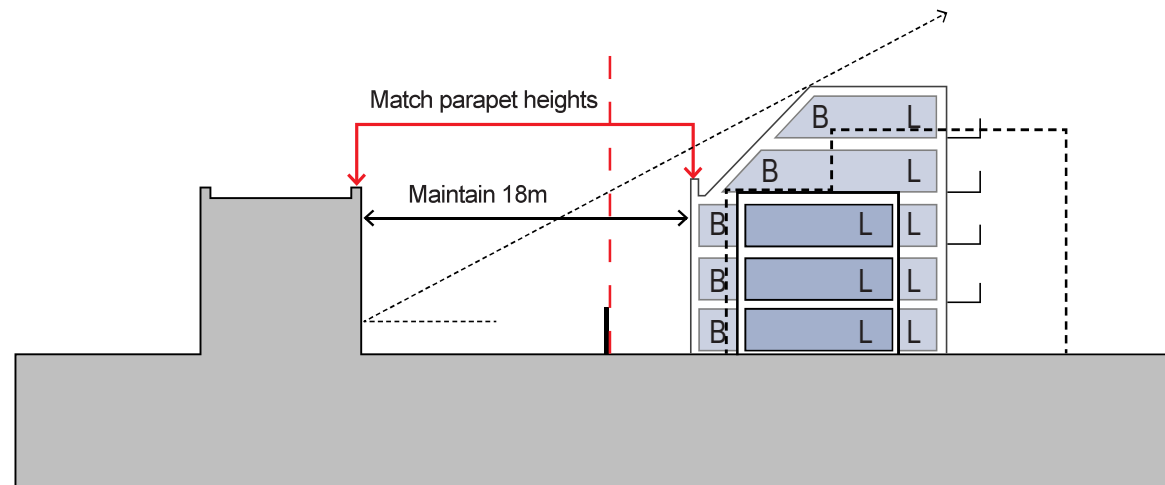 Match parapet heights
Maintain 18m
B L
B L
B L L
B L L
B L L